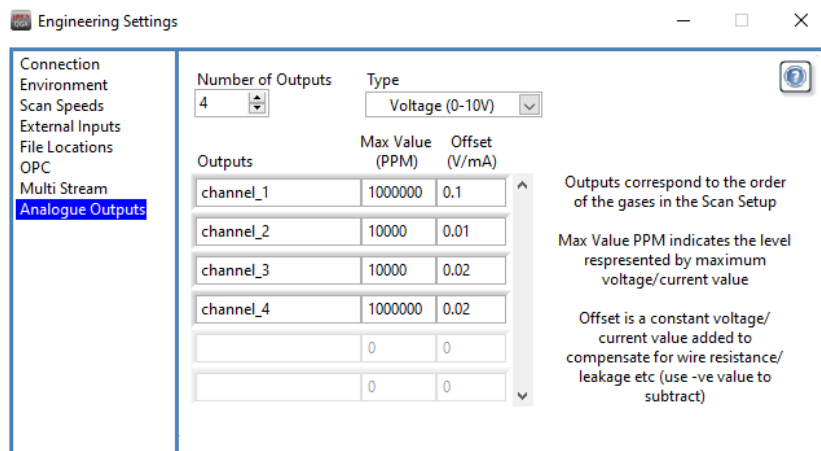 Engineering Settings
Connection
Environment
Scan Speeds
External Inputs
File Locations
OPC
Multi Stream
Analogue Outputs
Number of Outputs
4
Type
Voltage (0-10V)
Outputs
Max Value
(PPM)
Offset
(V/mA)
channel_1 1000000 0.1
channel_2 10000 0.01
channel_3 10000 0.02
channel_4 1000000 0.02
0 0
0 0
Outputs correspond to the order
of the gases in the Scan Setup
Max Value PPM indicates the level
respresented by maximum
voltage/current value
Offset is a constant voltage/
current value added to
compensate for wire resistance/
leakage etc (use -ve value to
subtract)